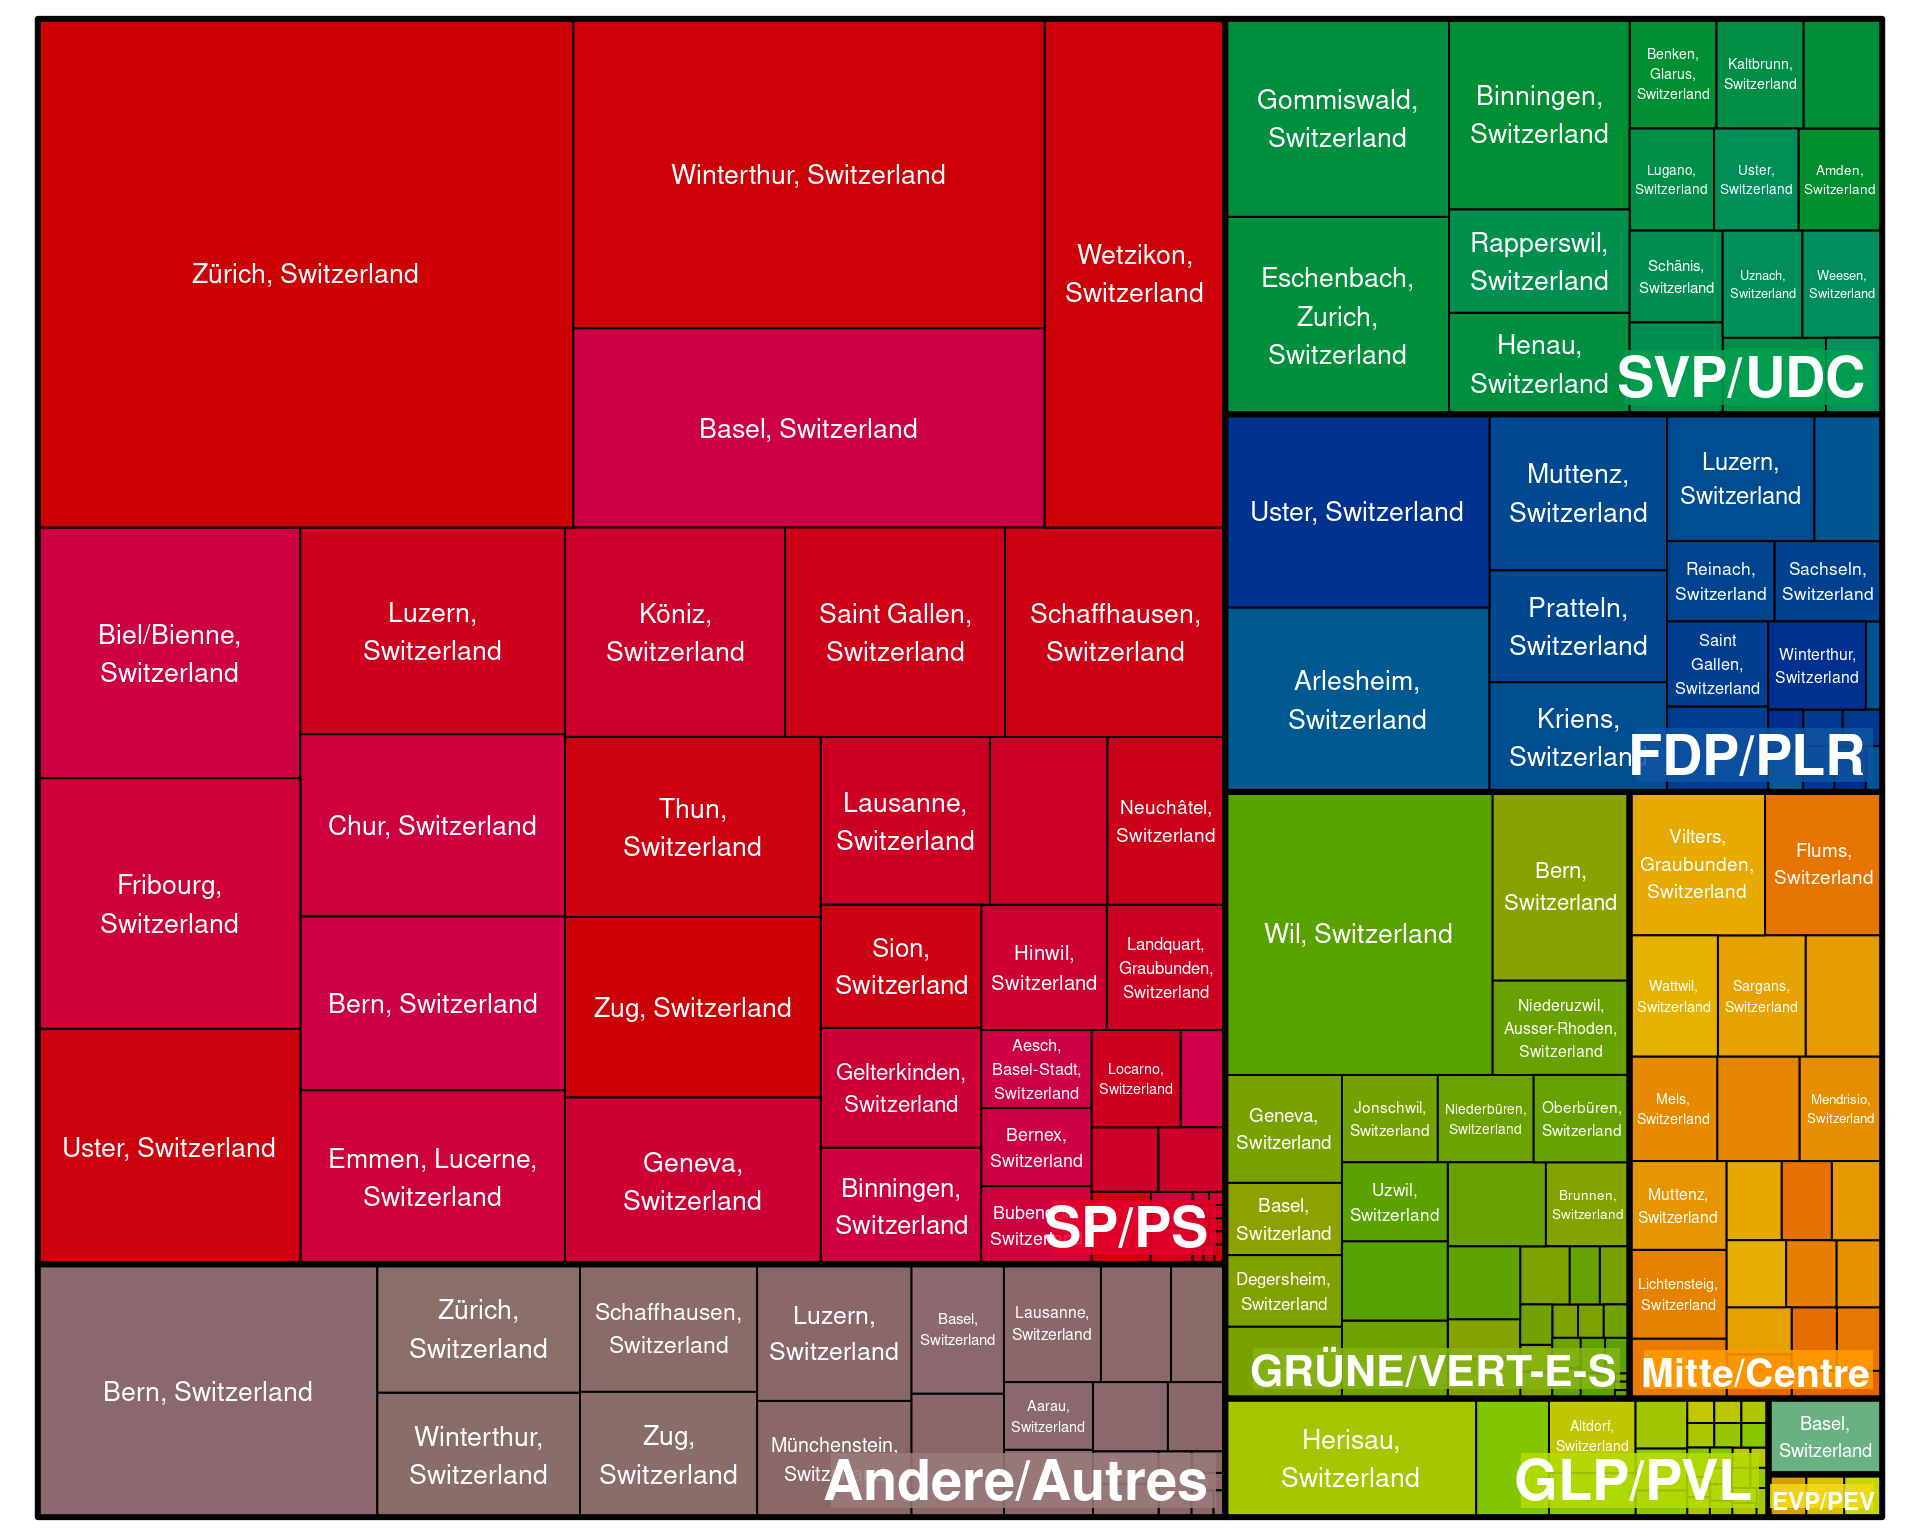 Zürich, Switzerland
Winterthur, Switzerland
Wetzikon,
Switzerland
Basel, Switzerland
Biel/Bienne,
Switzerland
Luzern,
Switzerland
Köniz,
Switzerland
Saint Gallen,
Switzerland
Schaffhausen,
Switzerland
Fribourg,
Switzerland
Chur, Switzerland
Thun,
Switzerland
Lausanne,
Switzerland
Neuchâtel,
Switzerland
Bern, Switzerland
Zug, Switzerland
Sion,
Switzerland
Hinwil,
Switzerland
Landquart,
Graubunden,
Switzerland
Uster, Switzerland
Emmen, Lucerne,
Switzerland
Geneva,
Switzerland
Gelterkinden,
Switzerland
Aesch,
Basel-Stadt,
Switzerland
Locarno,
Switzerland
Binningen,
Switzerland
Bernex,
Switzerland
SP/PS
Gommiswald,
Switzerland
Binningen,
Switzerland
Benken,
Glarus,
Switzerland
Kaltbrunn,
Switzerland
Lugano,
Switzerland
Uster,
Switzerland
Amden,
Switzerland
Eschenbach,
Zurich,
Switzerland
Rapperswil,
Switzerland
Schänis,
Switzerland
Uznach,
Switzerland
Weesen,
Switzerland
Henau,
Switzerland
SVP/UDC
Uster, Switzerland
Muttenz,
Switzerland
Luzern,
Switzerland
Reinach,
Switzerland
Sachseln,
Switzerland
Arlesheim,
Switzerland
Pratteln,
Switzerland
Saint
Gallen,
Switzerland
Winterthur,
Switzerland
Kriens,
Switzerland
FDP/PLR
Wil, Switzerland
Bern,
Switzerland
Niederuzwil,
Ausser-Rhoden,
Switzerland
Geneva,
Switzerland
Jonschwil,
Switzerland
Niederbüren,
Switzerland
Oberbüren,
Switzerland
Basel,
Switzerland
Uzwil,
Switzerland
Brunnen,
Switzerland
Degersheim,
Switzerland
GRÜNE/VERT-E-S
Vilters,
Graubunden,
Switzerland
Flums,
Switzerland
Wattwil,
Switzerland
Sargans,
Switzerland
Mels,
Switzerland
Mendrisio,
Switzerland
Muttenz,
Switzerland
Lichtensteig,
Switzerland
Mitte/Centre
Bern, Switzerland
Zürich,
Switzerland
Schaffhausen,
Switzerland
Luzern,
Switzerland
Basel,
Switzerland
Lausanne,
Switzerland
Aarau,
Switzerland
Winterthur,
Switzerland
Zug,
Switzerland
Münchenstein,
Andere/Autres
Herisau,
Switzerland
Altdorf,
Switzerland
GLP/PVL
Basel,
Switzerland
EVP/PEV